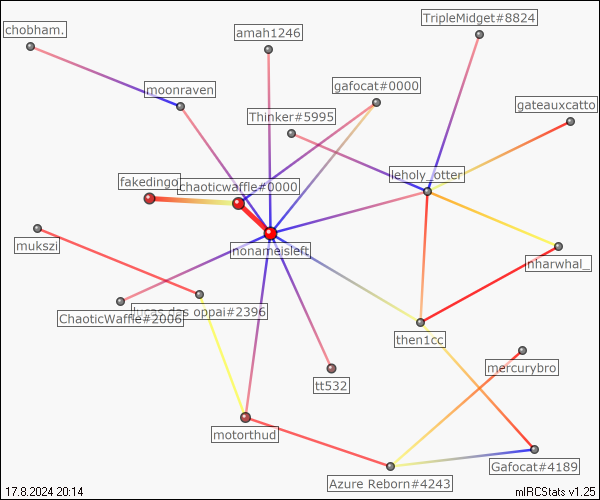 TripleMidget#8824
chobham.
amah1246
gafocat#0000
moonraven
gateauxcatto
Thinker#5995
leholy_otter
fakedingo
chaoticwaffle#0000
mukszi
nonameisleft
nharwhal_
lucas das oppai#2396
ChaoticWaffle#2006
then1cc
mercurybro
tt532
motorthud
Gafocat#4189
Azure Reborn#4243
17.8.2024 20:14
mIRCStats v1.25